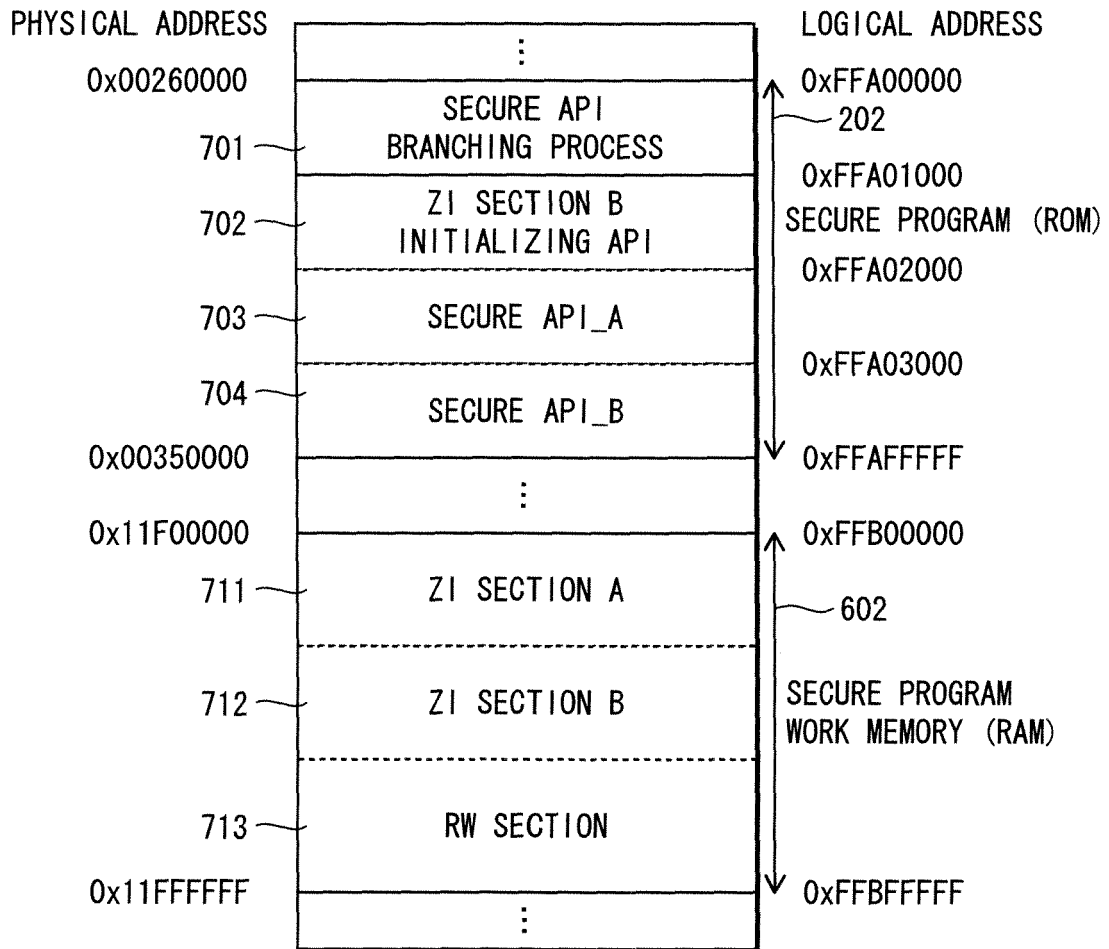 PHYSICAL ADDRESS
LOGICAL ADDRESS
⋮
0x00260000
0xFFA00000
701
SECURE API
BRANCHING PROCESS
202
0xFFA01000
702
ZI SECTION B
INITIALIZING API
SECURE PROGRAM (ROM)
0xFFA02000
703
SECURE API_A
0xFFA03000
704
SECURE API_B
0x00350000
0xFFAFFFFF
⋮
0x11F00000
0xFFB00000
711
ZI SECTION A
602
712
ZI SECTION B
SECURE PROGRAM
WORK MEMORY (RAM)
713
RW SECTION
0x11FFFFFF
0xFFBFFFFF
⋮